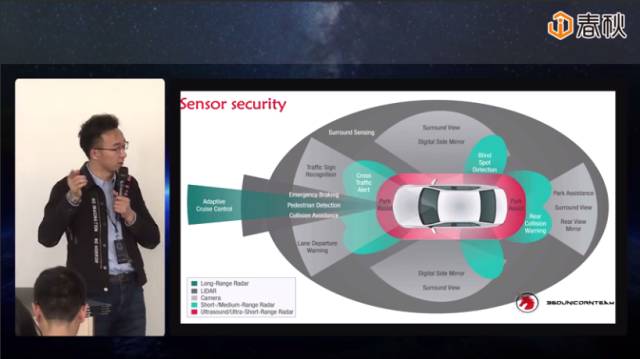 春秋
Sensor security
Surround Sensing
Surround View
Digital Side Mirror
Traffic Sign
Recognition
Cross
Traffic
Alert
Blind
Spot
Detection
Adaptive
Cruise Control
Emergency Braking
Pedestrian Detection
Collision Avoidance
Park
Assist
Park
Assist
Park Assistance
Surround View
Rear View
Mirror
Rear
Collision
Warning
Lane Departure
Warning
Digital Side Mirror
Surround View
Long-Range Radar
LIDAR
Camera
Short-/Medium-Range Radar
Ultrasound/Ultra-Short-Range Radar
360UNICORNTEAM